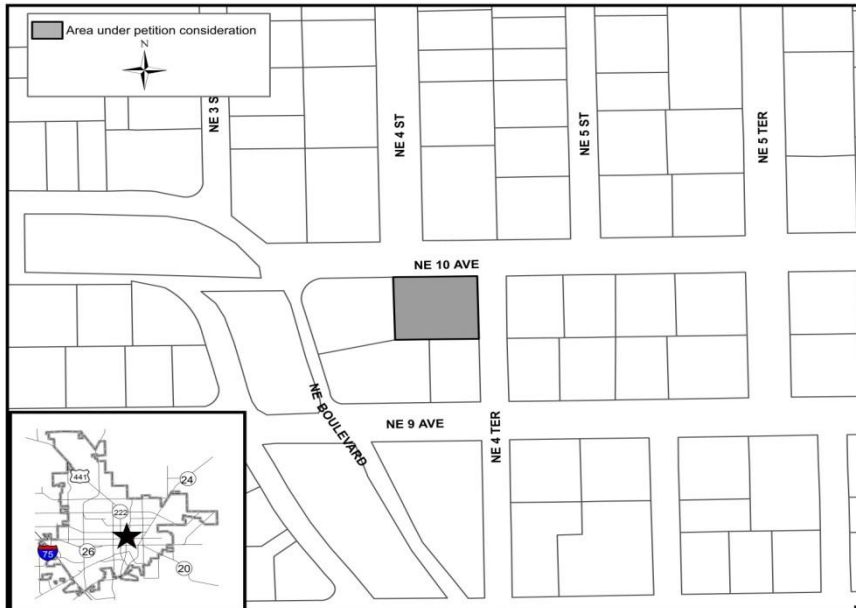 Area under petition consideration
N
NE 3 S
NE 4 ST
NE 5 ST
NE 5 TER
NE 10 AVE
NE BOULEVARD
NE 9 AVE
NE 4 TER
441
24
222
75
26
20